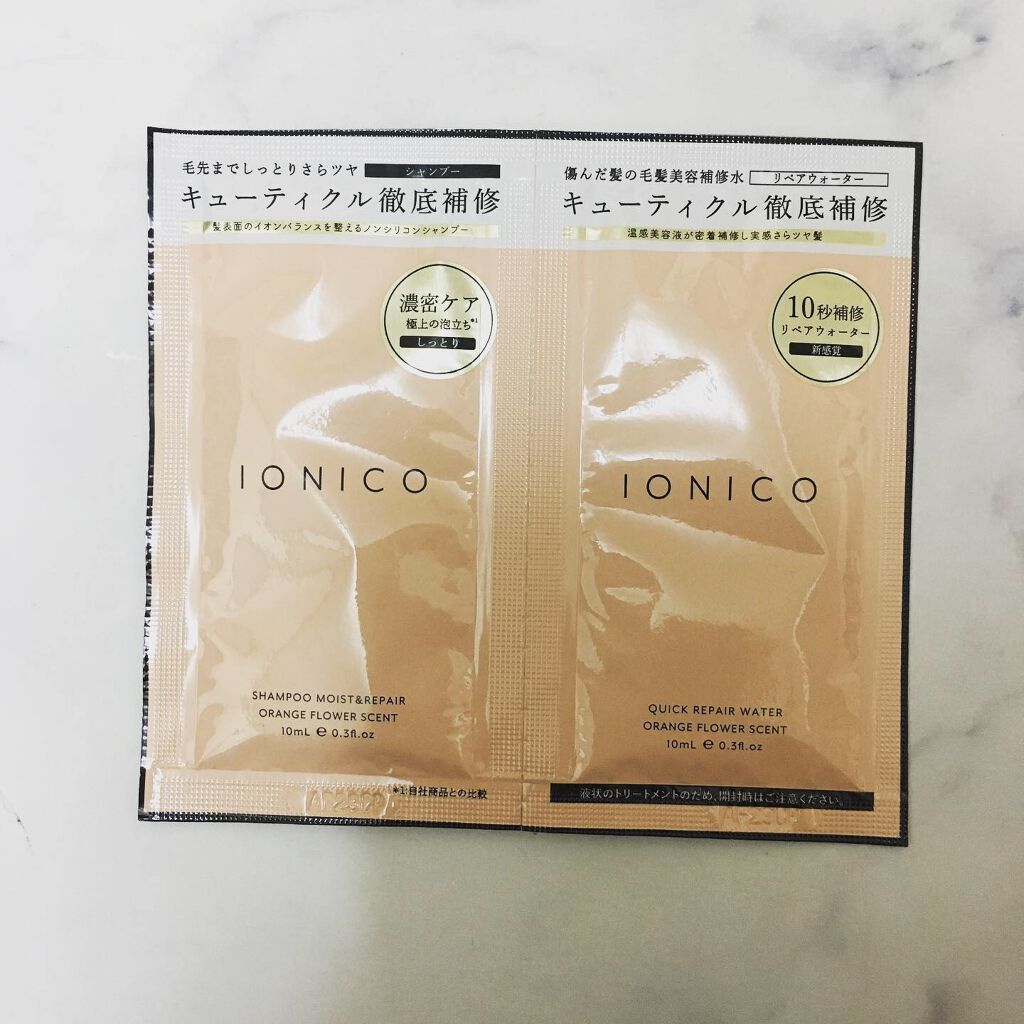 毛先までしっとりさらツヤ シャンプー
キューティクル徹底補修
髪表面のイオンバランスを整えるノンシリコンシャンプー
濃密ケア
極上の泡立ち*1
しっとり
IONICO
SHAMPOO MOIST&REPAIR
ORANGE FLOWER SCENT
10mL ℮ 0.3fl.oz
*1:自社商品との比較
傷んだ髪の毛髪美容補修水 リペアウォーター
キューティクル徹底補修
温感美容液が密着補修し実感さらツヤ髪
10秒補修
リペアウォーター
新感覚
IONICO
QUICK REPAIR WATER
ORANGE FLOWER SCENT
10mL ℮ 0.3fl.oz
液状のトリートメントのため、開封時はご注意ください。